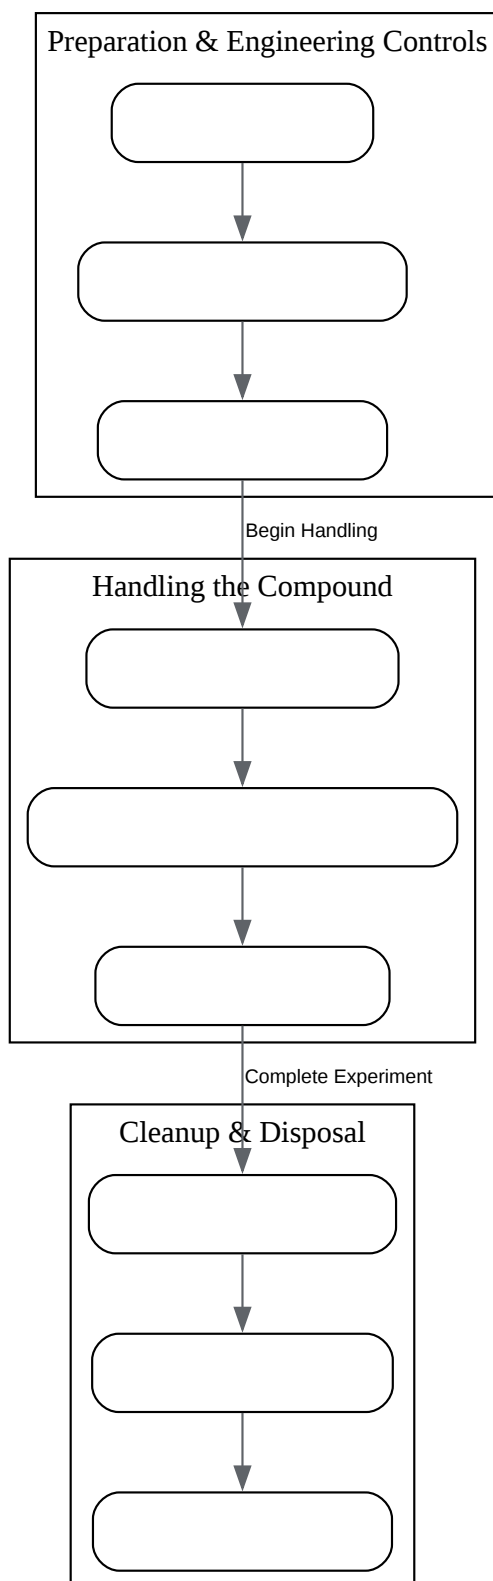 Preparation & Engineering Controls
Begin Handling
Handling the Compound
Complete Experiment
Cleanup & Disposal